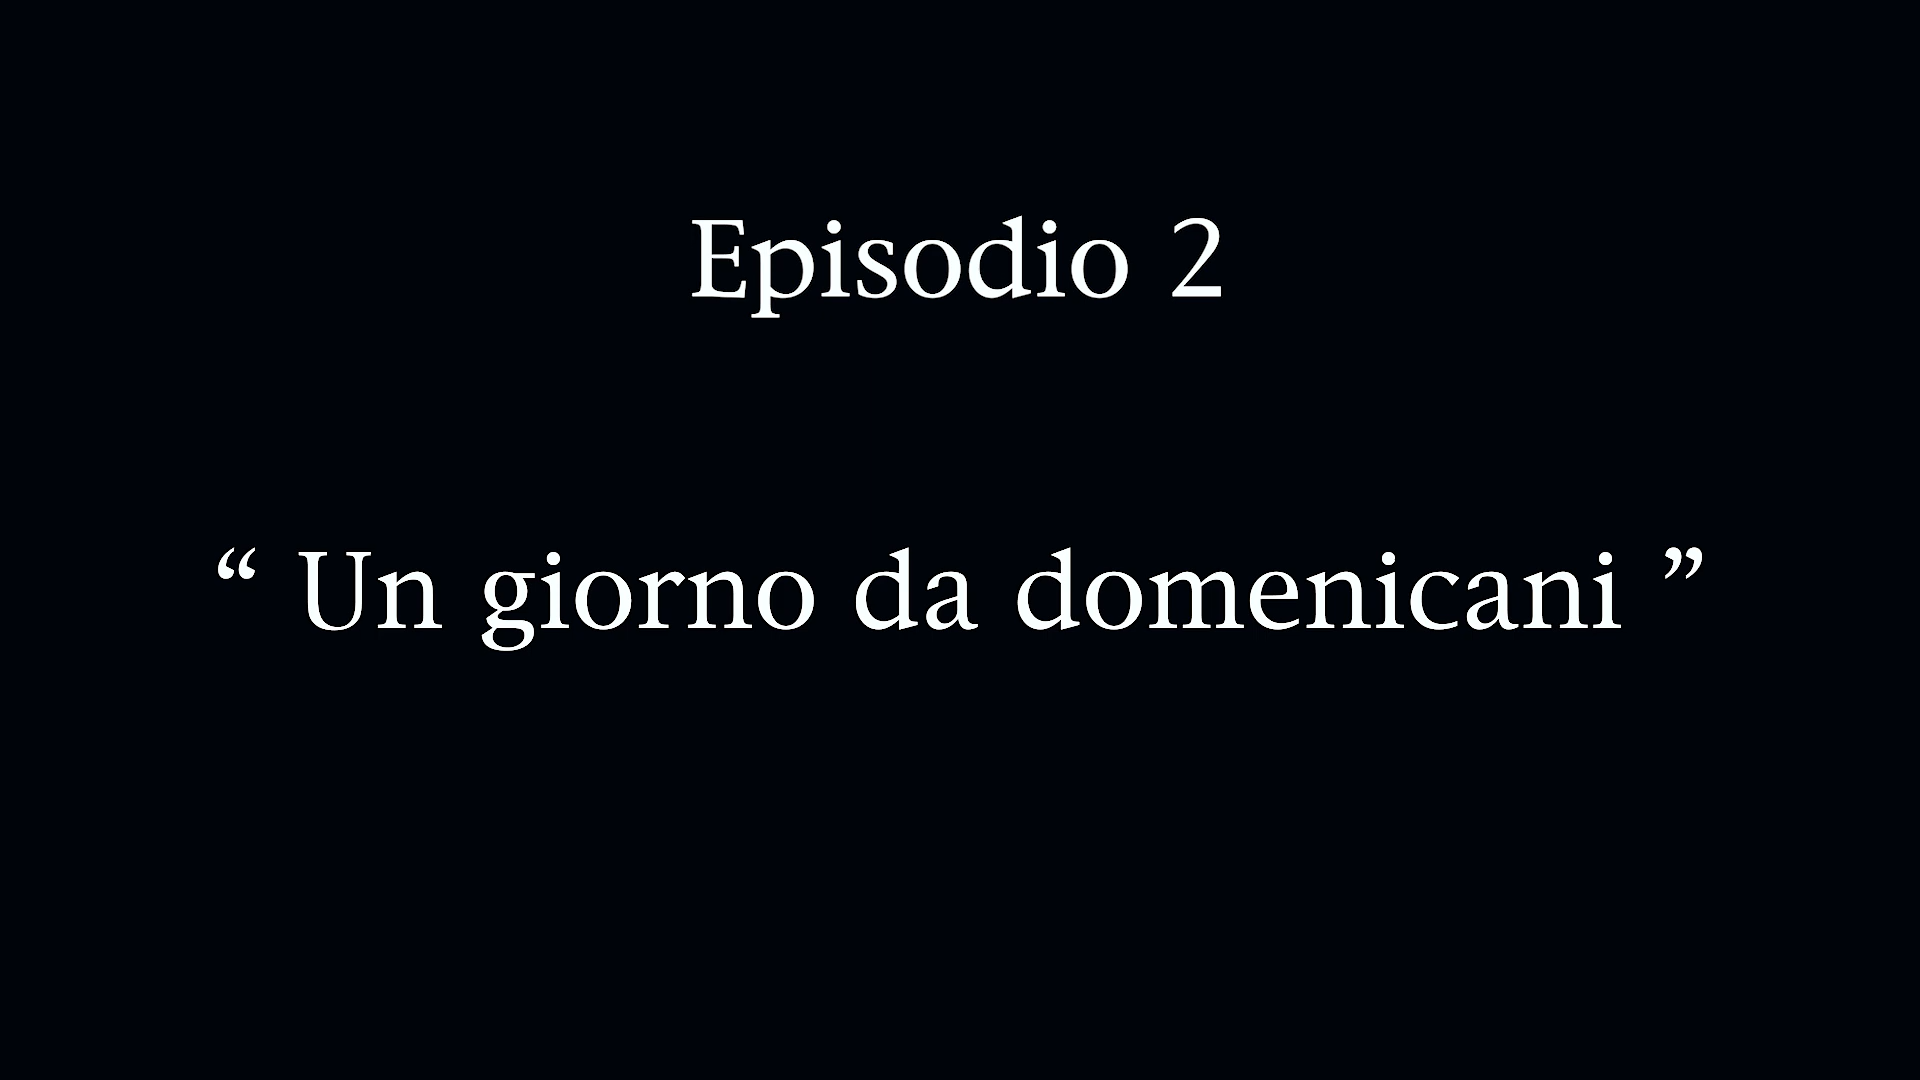 Episodio 2
“ Un giorno da domenicani ”